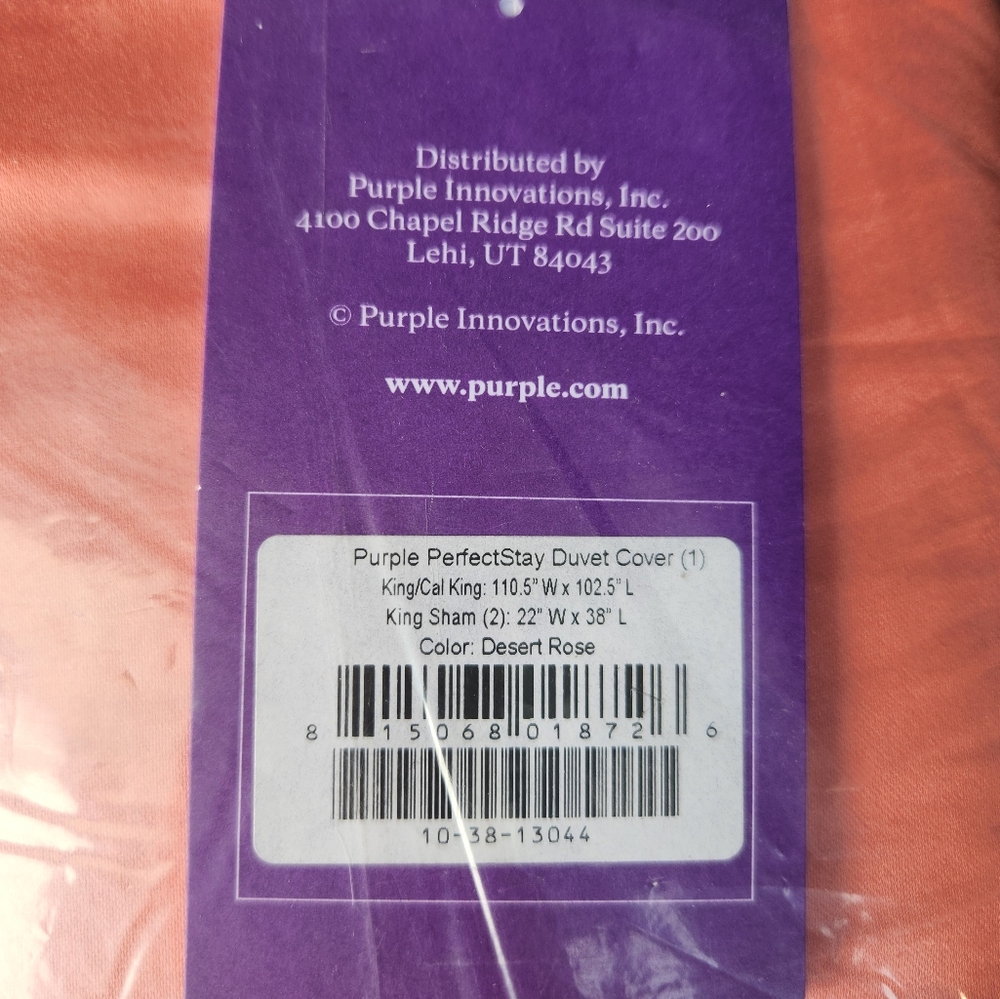 Distributed by
Purple Innovations, Inc.
4100 Chapel Ridge Rd Suite 200
Lehi, UT 84043
© Purple Innovations, Inc.
www.purple.com
Purple PerfectStay Duvet Cover (1)
King/Cal King: 110.5" W x 102.5" L
King Sham (2): 22" W x 38" L
Color: Desert Rose
8 15068 01872 6
10-38-13044